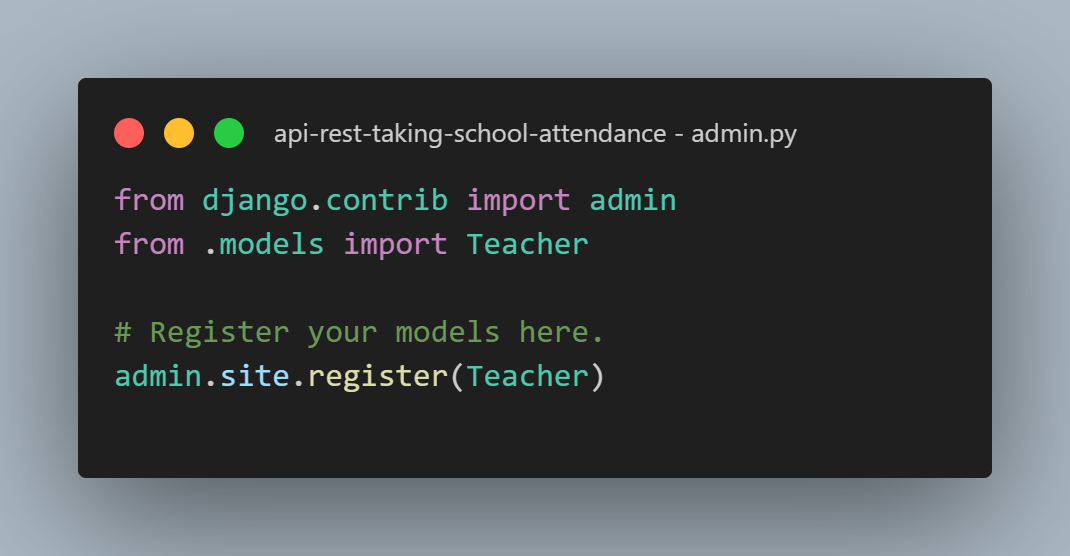 api-rest-taking-school-attendance - admin.py
from django.contrib import admin
from .models import Teacher
# Register your models here.
admin.site.register(Teacher)